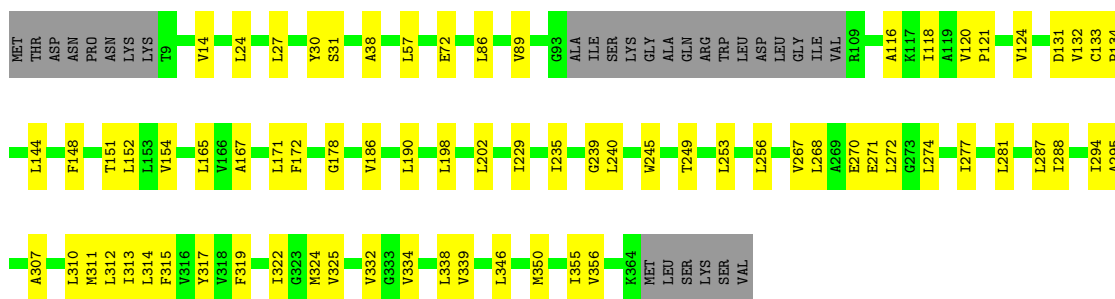 MET THR ASP ASN PRO ASN LYS LYS T9 V14 L24 L27 Y30 S31 A38 L57 E72 L86 V89 G93 ALA ILE SER LYS GLY ALA GLN ARG TRP LEU ASP LEU GLY ILE VAL R109 A116 K117 I118 A119 V120 P121 V124 D131 V132 C133
L144 F148 T151 L152 L153 V154 L165 V166 A167 L171 F172 G178 V186 L190 L198 L202 I229 I235 G239 L240 W245 T249 L253 L256 V267 L268 A269 E270 E271 L272 G273 L274 I277 L281 L287 I288 I294
A307 L310 M311 L312 I313 L314 F315 V316 Y317 V318 F319 I322 G323 M324 V325 V332 G333 V334 L338 V339 L346 M350 I355 V356 K364 MET LEU SER LYS SER VAL